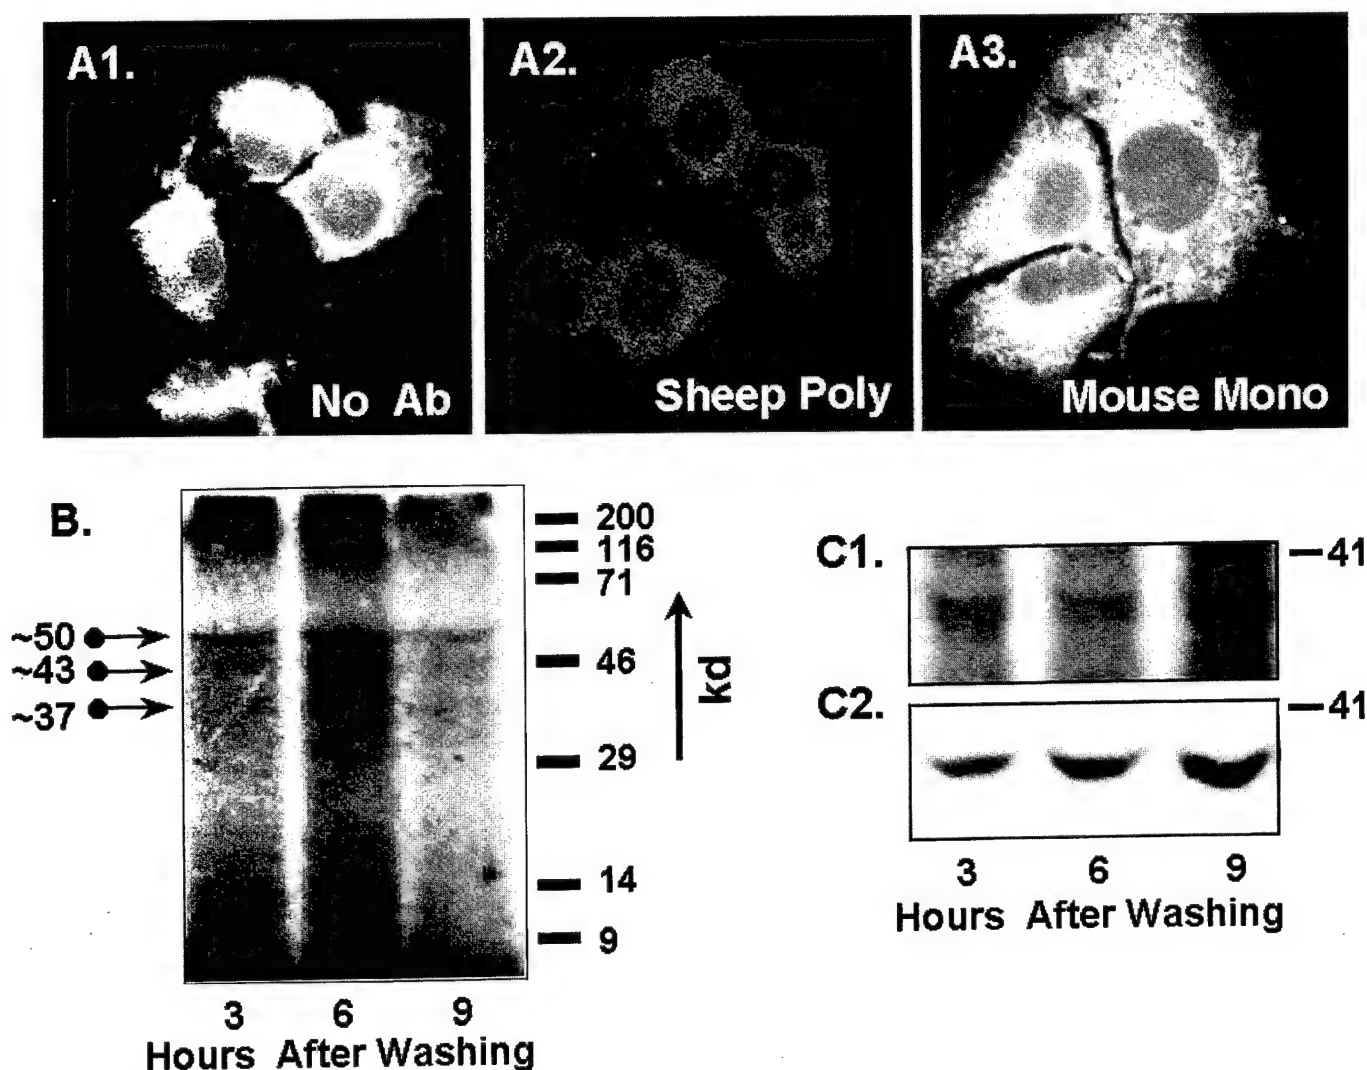 A1.
No Ab
A2.
Sheep Poly
A3.
Mouse Mono
B.
~50
~43
~37
200
116
71
46
29
14
9
kd
3 6 9
Hours After Washing
C1.
41
C2.
41
3 6 9
Hours After Washing